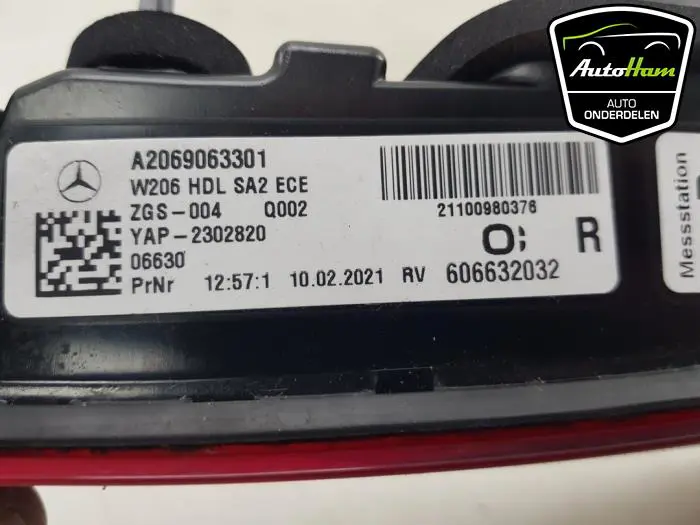 AutoHam
AUTO
ONDERDELEN
A2069063301
W206 HDL SA2 ECE
ZGS-004 Q002
YAP-2302820
06630
PrNr 12:57:1 10.02.2021 RV 606632032
21100980376
O; R
Messstation